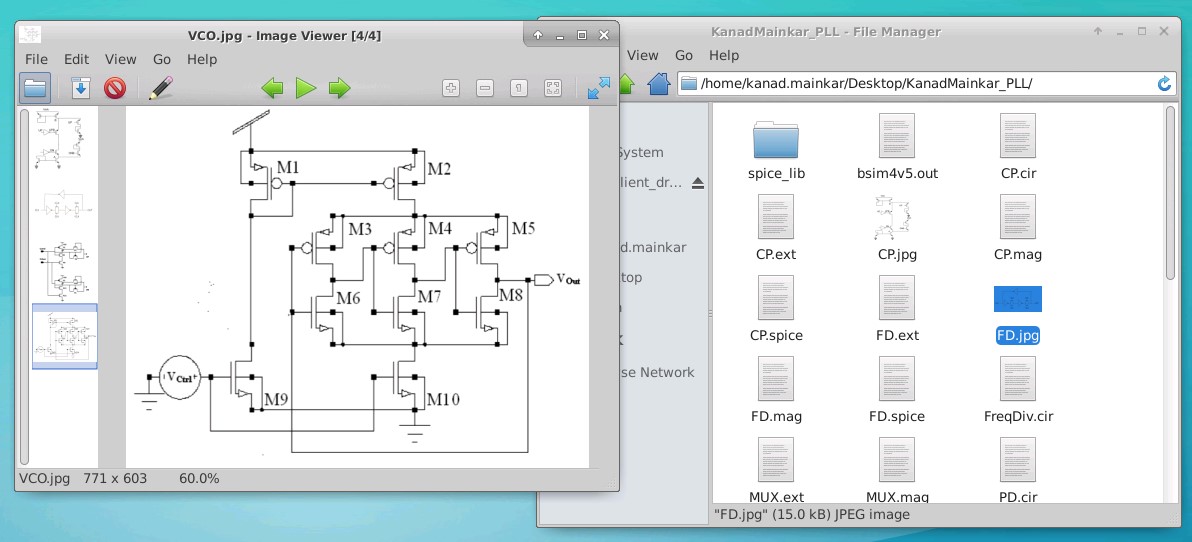 VCO.jpg - Image Viewer [4/4]
File Edit View Go Help
M1
M2
M3
M4
M5
M6
M7
M8
VOut
VCtrl+
M9
M10
VCO.jpg 771 x 603 60.0%
KanadMainkar_PLL - File Manager
View Go Help
/home/kanad.mainkar/Desktop/KanadMainkar_PLL/
System
lient_dr...
d.mainkar
top
se Network
spice_lib
bsim4v5.out
CP.cir
CP.ext
CP.jpg
CP.mag
CP.spice
FD.ext
FD.jpg
FD.mag
FD.spice
FreqDiv.cir
MUX.ext
MUX.mag
PD.cir
"FD.jpg" (15.0 kB) JPEG image